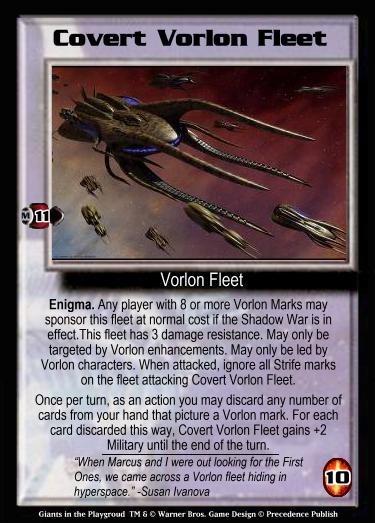 Covert Vorlon Fleet
M 11
Vorlon Fleet
Enigma. Any player with 8 or more Vorlon Marks may
sponsor this fleet at normal cost if the Shadow War is in
effect.This fleet has 3 damage resistance. May only be
targeted by Vorlon enhancements. May only be led by
Vorlon characters. When attacked, ignore all Strife marks
on the fleet attacking Covert Vorlon Fleet.
Once per turn, as an action you may discard any number of
cards from your hand that picture a Vorlon mark. For each
card discarded this way, Covert Vorlon Fleet gains +2
Military until the end of the turn.
"When Marcus and I were out looking for the First
Ones, we came across a Vorlon fleet hiding in
hyperspace." -Susan Ivanova
10
Giants in the Playgroud TM & © Warner Bros. Game Design © Precedence Publish